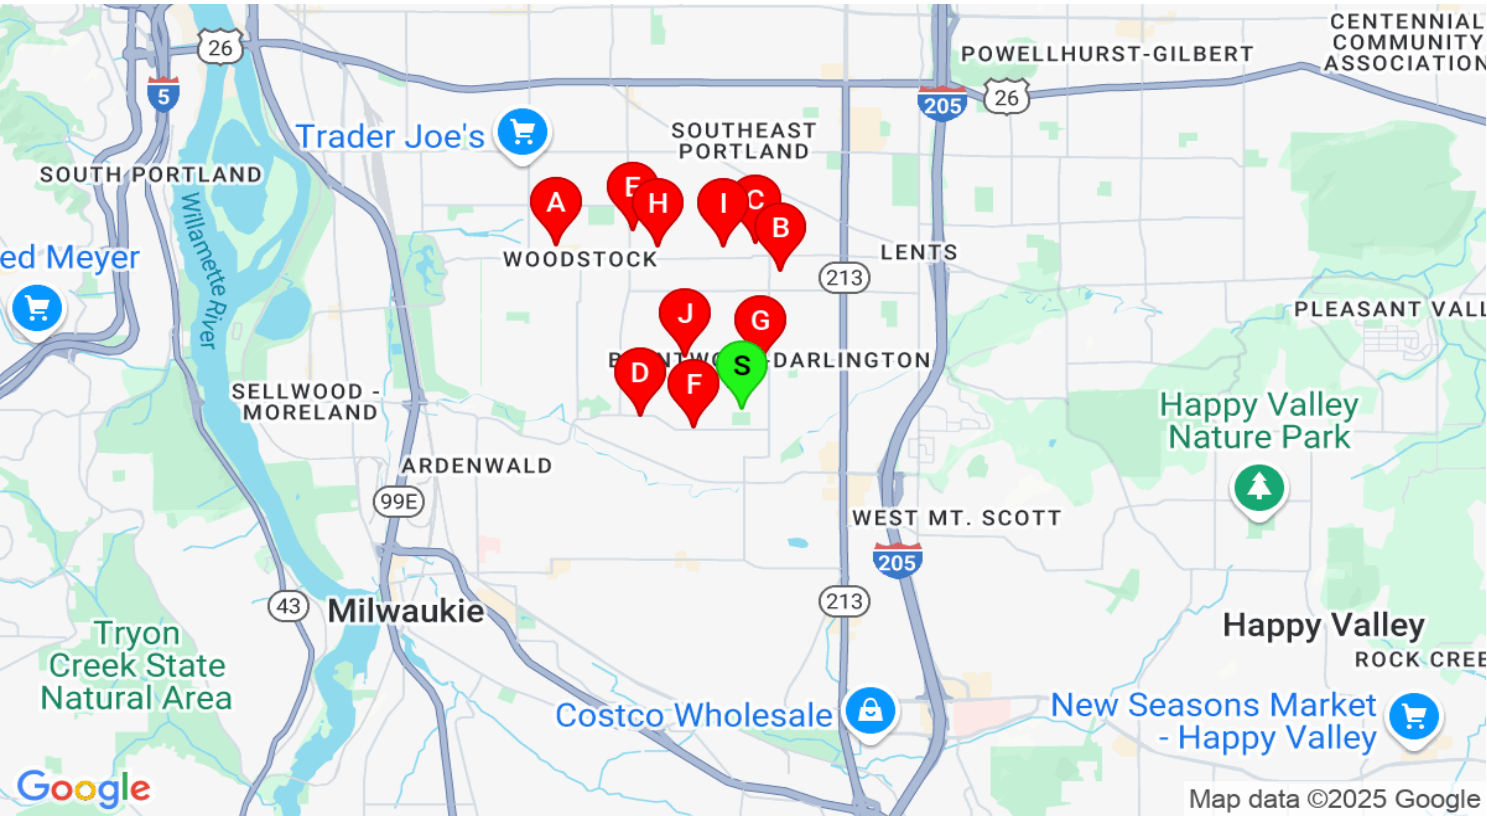 CENTENNIAL
COMMUNITY
ASSOCIATION
26
POWELLHURST-GILBERT
5
205
26
Trader Joe's
SOUTHEAST
PORTLAND
SOUTH PORTLAND
A
E
H
I
C
B
Willamette River
WOODSTOCK
LENTS
ed Meyer
213
PLEASANT VALL
J
G
BRENTWOOD-DARLINGTON
S
D
F
SELLWOOD -
MORELAND
Happy Valley
Nature Park
ARDENWALD
99E
WEST MT. SCOTT
205
43
Milwaukie
213
Happy Valley
Tryon
Creek State
Natural Area
ROCK CREE
Costco Wholesale
New Seasons Market
- Happy Valley
Google
Map data ©2025 Google